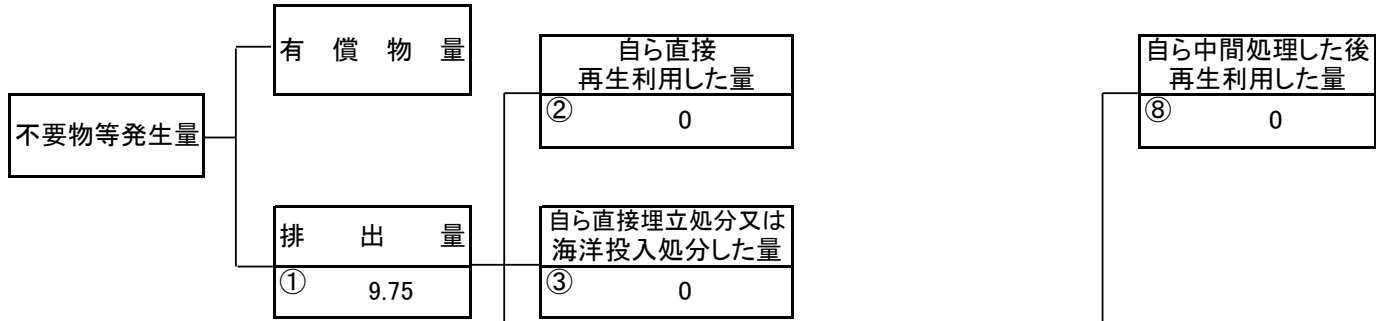 有償物量
自ら直接
再生利用した量
② 0
自ら中間処理した後
再生利用した量
⑧ 0
不要物等発生量
排出量
① 9.75
自ら直接埋立処分又は
海洋投入処分した量
③ 0